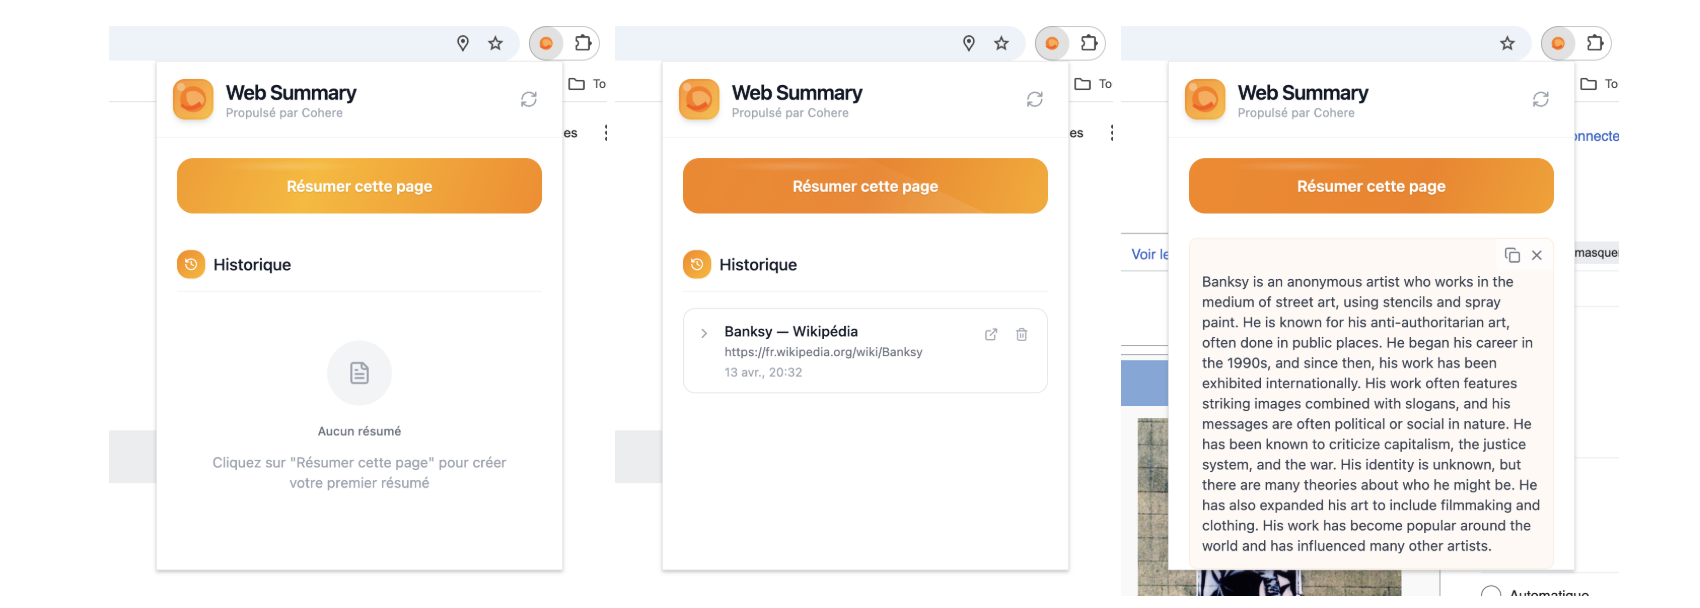 To
Web Summary
Propulsé par Cohere
es
Résumer cette page
Historique
Aucun résumé
Cliquez sur "Résumer cette page" pour créer
votre premier résumé
To
Web Summary
Propulsé par Cohere
es
Résumer cette page
Historique
Banksy — Wikipédia
https://fr.wikipedia.org/wiki/Banksy
13 avr., 20:32
To
Web Summary
Propulsé par Cohere
onnecte
Résumer cette page
Voir le
masque
Banksy is an anonymous artist who works in the
medium of street art, using stencils and spray
paint. He is known for his anti-authoritarian art,
often done in public places. He began his career in
the 1990s, and since then, his work has been
exhibited internationally. His work often features
striking images combined with slogans, and his
messages are often political or social in nature. He
has been known to criticize capitalism, the justice
system, and the war. His identity is unknown, but
there are many theories about who he might be. He
has also expanded his art to include filmmaking and
clothing. His work has become popular around the
world and has influenced many other artists.
Automatique